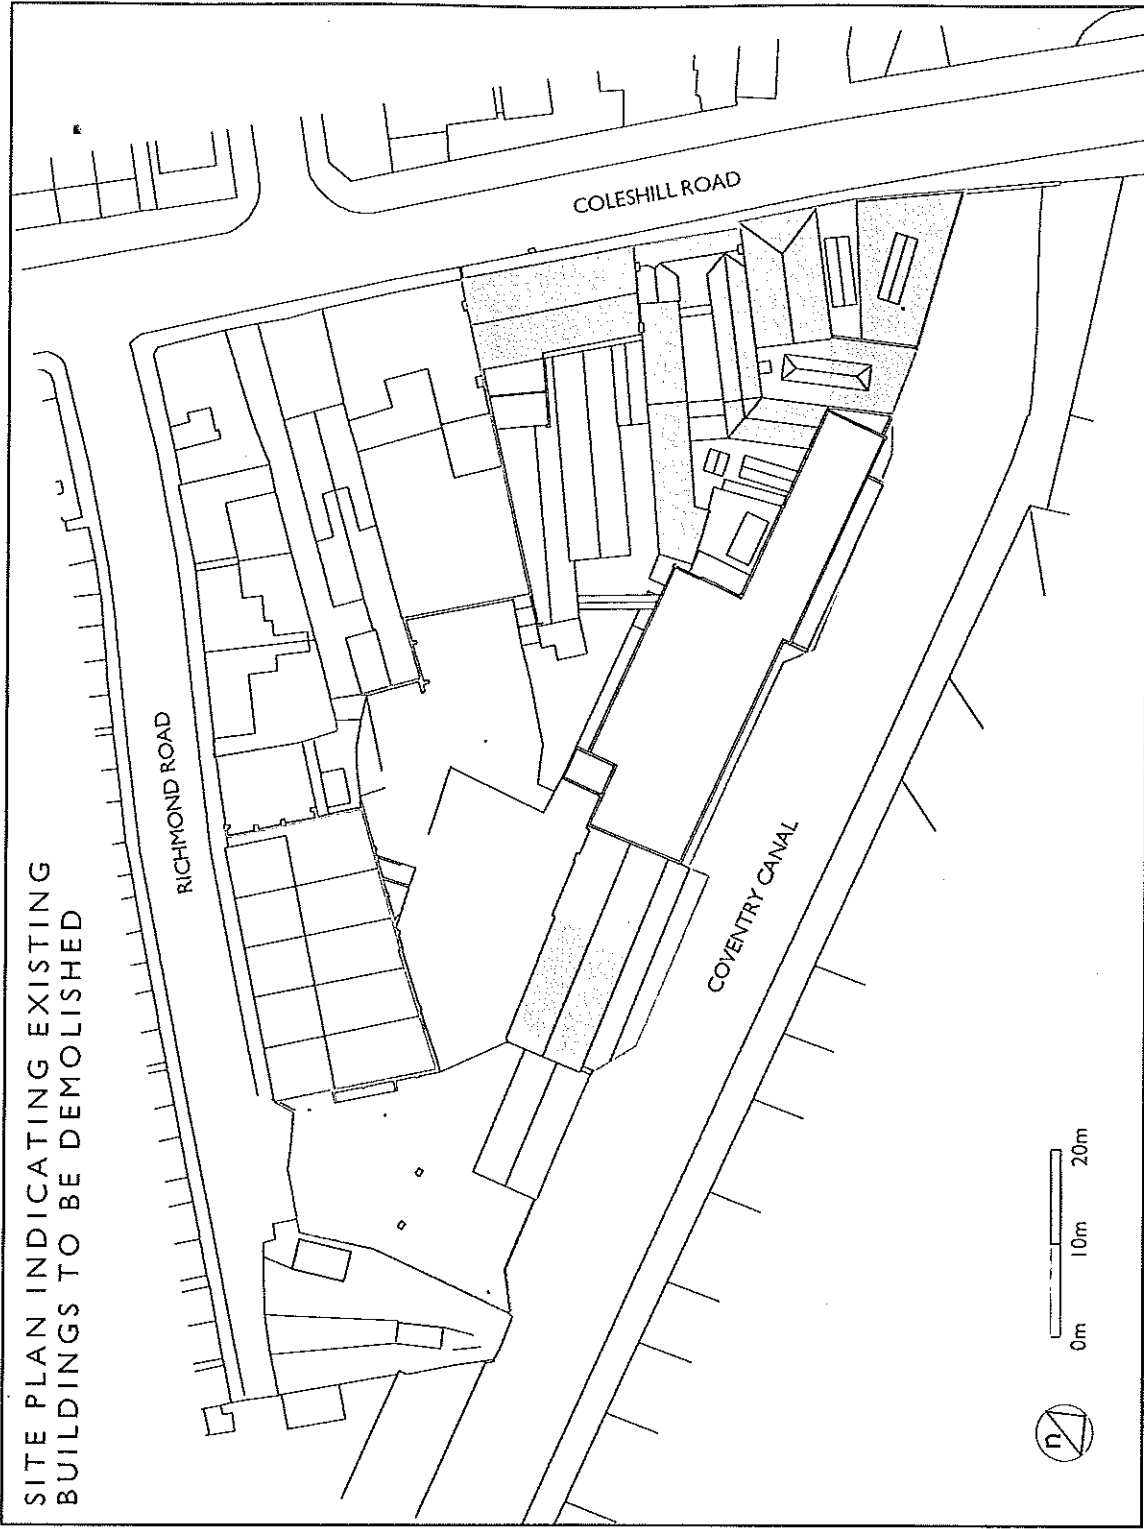 SITE PLAN INDICATING EXISTING
BUILDINGS TO BE DEMOLISHED
RICHMOND ROAD
COLESHILL ROAD
COVENTRY CANAL
n
0m 10m 20m